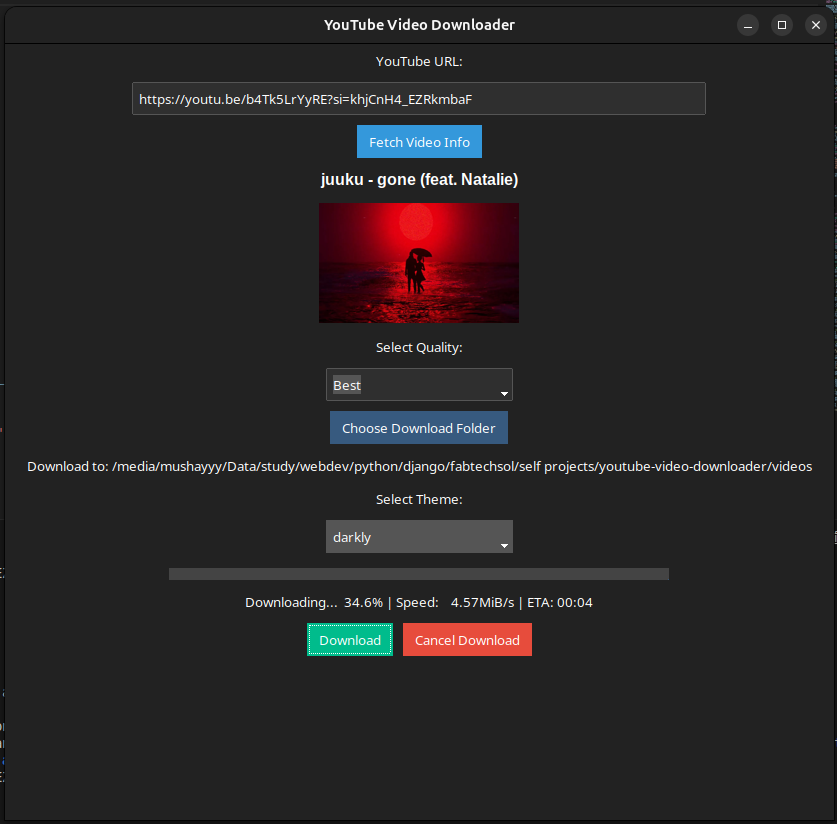 YouTube Video Downloader
YouTube URL:
https://youtu.be/b4Tk5LrYyRE?si=khjCnH4_EZRkmbaF
Fetch Video Info
juuku - gone (feat. Natalie)
Select Quality:
Best
Choose Download Folder
Download to: /media/mushayyy/Data/study/webdev/python/django/fabtechsol/self projects/youtube-video-downloader/videos
Select Theme:
darkly
Downloading... 34.6% | Speed: 4.57MiB/s | ETA: 00:04
Download
Cancel Download